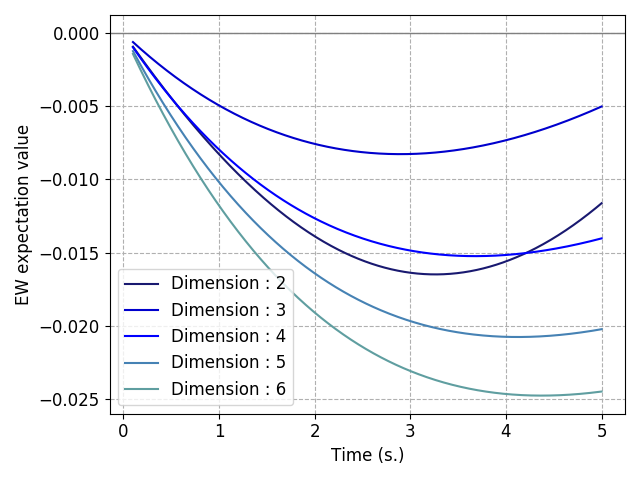 0.000
−0.005
−0.010
−0.015
−0.020
−0.025
EW expectation value
Dimension : 2
Dimension : 3
Dimension : 4
Dimension : 5
Dimension : 6
0 1 2 3 4 5
Time (s.)